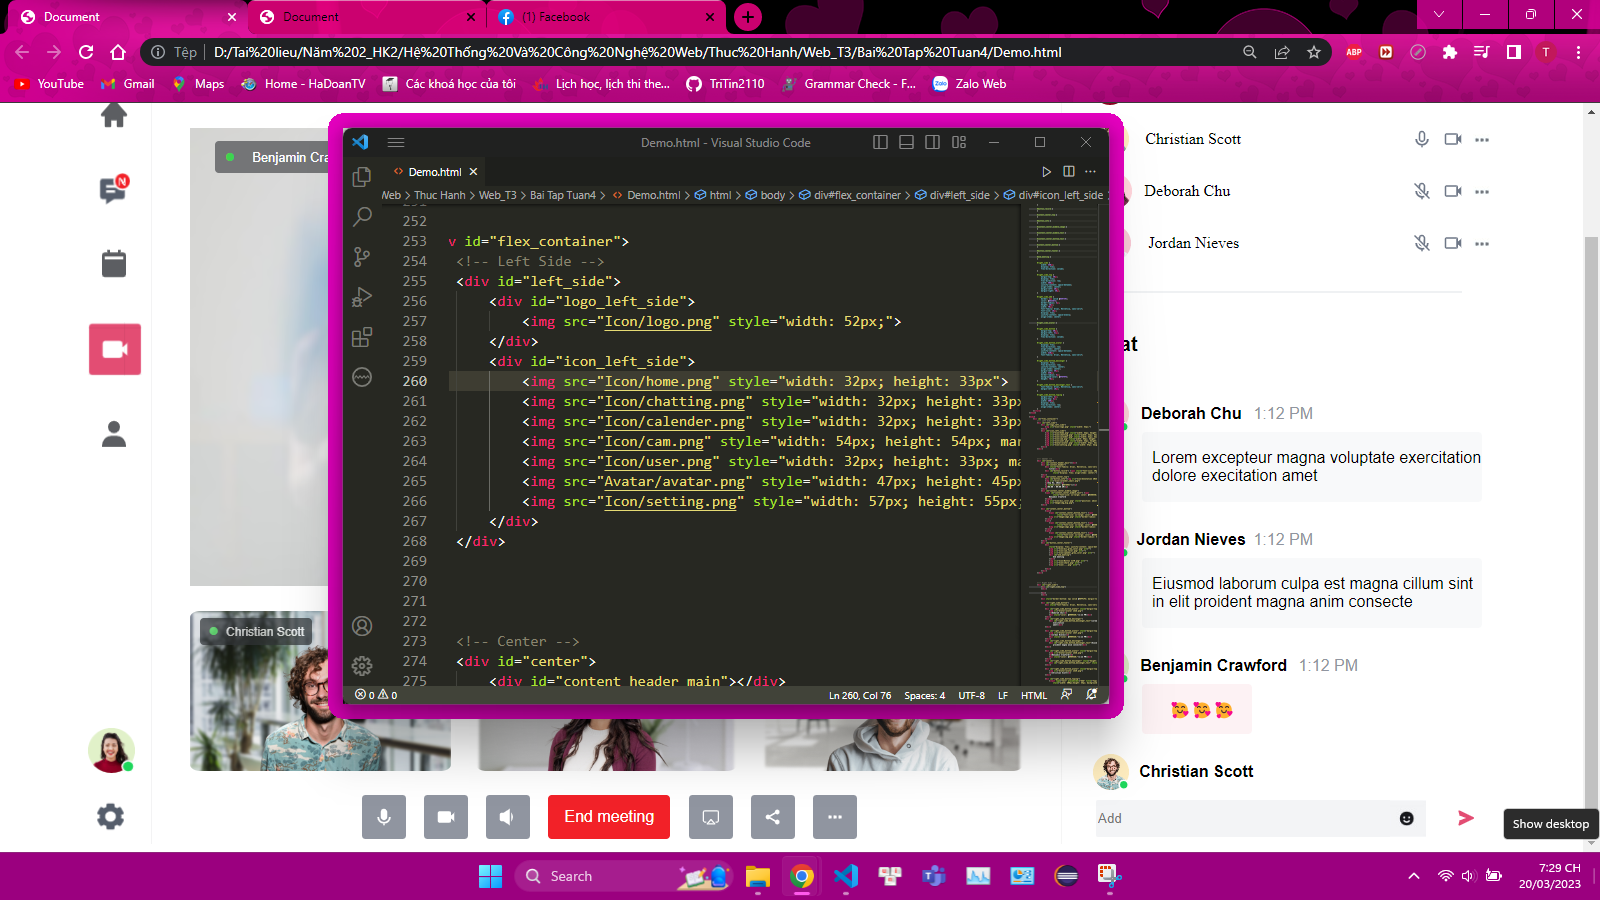 Document
Document
(1) Facebook
Tệp
D:/Tai%20lieu/Năm%202_HK2/Hệ%20Thống%20Và%20Công%20Nghệ%20Web/Thuc%20Hanh/Web_T3/Bai%20Tap%20Tuan4/Demo.html
ABP
T
YouTube
Gmail
Maps
Home - HaDoanTV
Các khoá học của tôi
Lịch học, lịch thi the...
TriTin2110
Grammar Check - F...
Zalo Web
N
Benjamin Cra
Christian Scott
End meeting
Demo.html - Visual Studio Code
Demo.html
Web > Thuc Hanh > Web_T3 > Bai Tap Tuan4 > Demo.html > html > body > div#flex_container > div#left_side > div#icon_left_side
252
253 v id="flex_container">
254 <!-- Left Side -->
255 <div id="left_side">
256 <div id="logo_left_side">
257 <img src="Icon/logo.png" style="width: 52px;">
258 </div>
259 <div id="icon_left_side">
260 <img src="Icon/home.png" style="width: 32px; height: 33px">
261 <img src="Icon/chatting.png" style="width: 32px; height: 33px
262 <img src="Icon/calender.png" style="width: 32px; height: 33px
263 <img src="Icon/cam.png" style="width: 54px; height: 54px; mar
264 <img src="Icon/user.png" style="width: 32px; height: 33px; ma
265 <img src="Avatar/avatar.png" style="width: 47px; height: 45px
266 <img src="Icon/setting.png" style="width: 57px; height: 55px;
267 </div>
268 </div>
269
270
271
272
273 <!-- Center -->
274 <div id="center">
275 <div id="content_header_main"></div>
0 0
Ln 260, Col 76
Spaces: 4
UTF-8
LF
HTML
Christian Scott
Deborah Chu
Jordan Nieves
at
Deborah Chu 1:12 PM
Lorem excepteur magna voluptate exercitation
dolore execitation amet
Jordan Nieves 1:12 PM
Eiusmod laborum culpa est magna cillum sint
in elit proident magna anim consecte
Benjamin Crawford 1:12 PM
🥰🥰🥰
Christian Scott
Add
Show desktop
Search
7:29 CH
20/03/2023